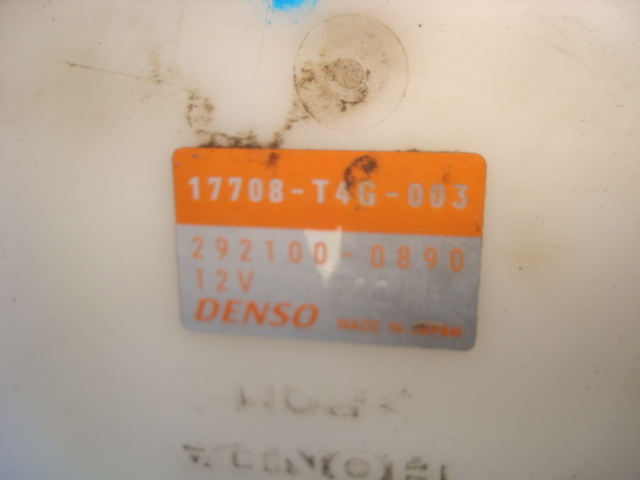 17708-T4G-003
292100-0890
12V
DENSO MADE IN JAPAN